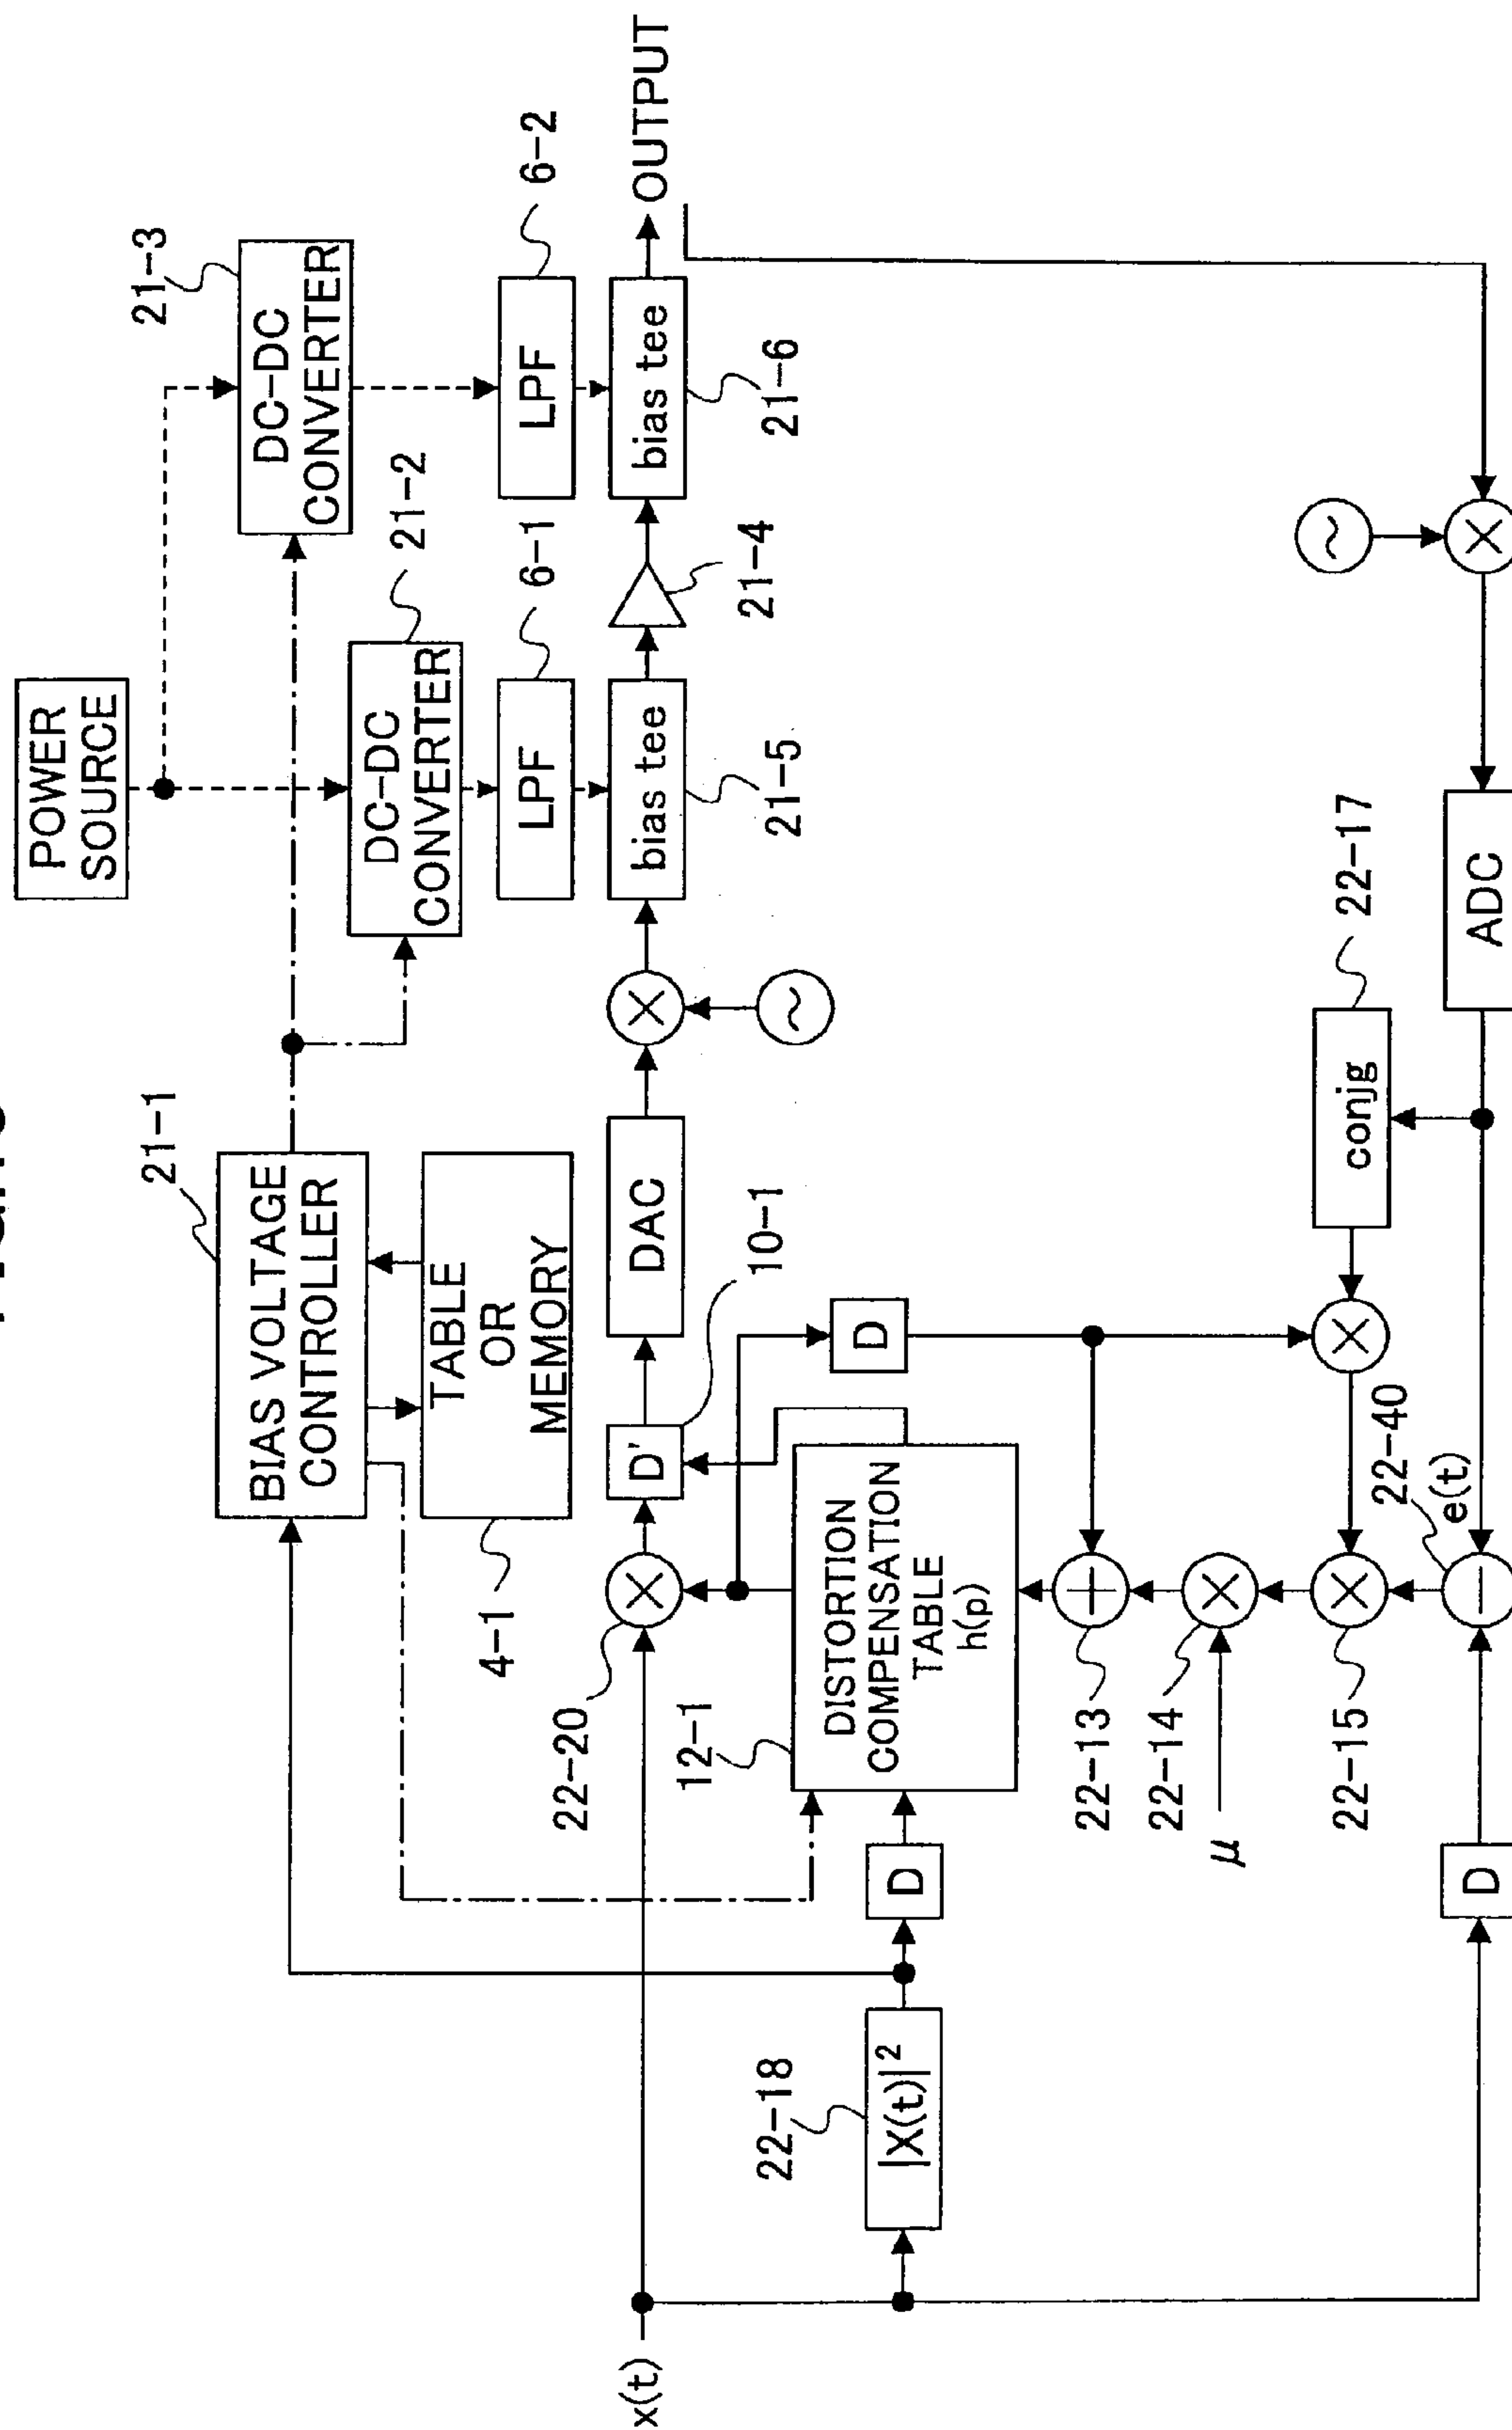 POWER
SOURCE
21-3
DC-DC
CONVERTER
21-2
DC-DC
CONVERTER
6-2
LPF
6-1
LPF
21-1
BIAS VOLTAGE
CONTROLLER
TABLE
OR
MEMORY
4-1
x(t)
22-20
D'
10-1
DAC
~
bias tee
21-5
21-4
bias tee
21-6
OUTPUT
22-18
|X(t)|²
D
12-1
DISTORTION
COMPENSATION
TABLE
h(p)
D
22-13
22-14
μ
22-15
22-40
e(t)
D
conjg
22-17
ADC
~